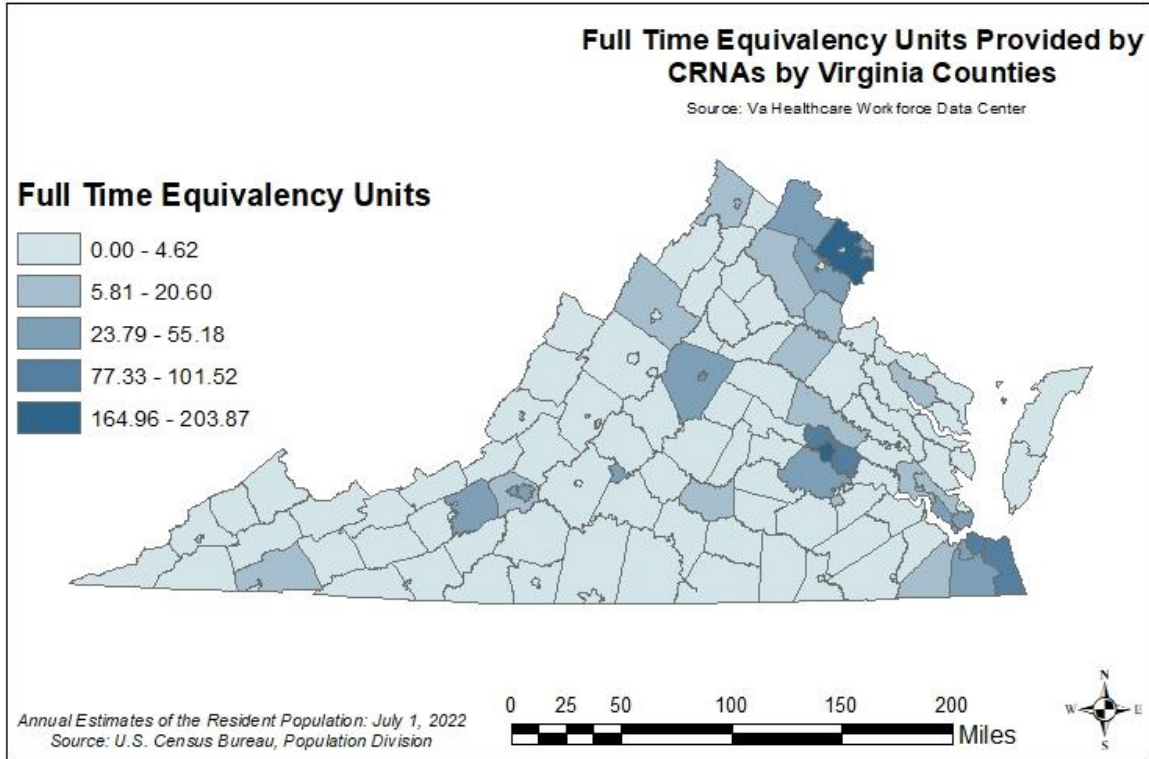 Full Time Equivalency Units Provided by
CRNAs by Virginia Counties
Source: Va Healthcare Workforce Data Center
Full Time Equivalency Units
0.00 - 4.62
5.81 - 20.60
23.79 - 55.18
77.33 - 101.52
164.96 - 203.87
Annual Estimates of the Resident Population: July 1, 2022
Source: U.S. Census Bureau, Population Division
0 25 50 100 150 200
Miles
N
W E
S